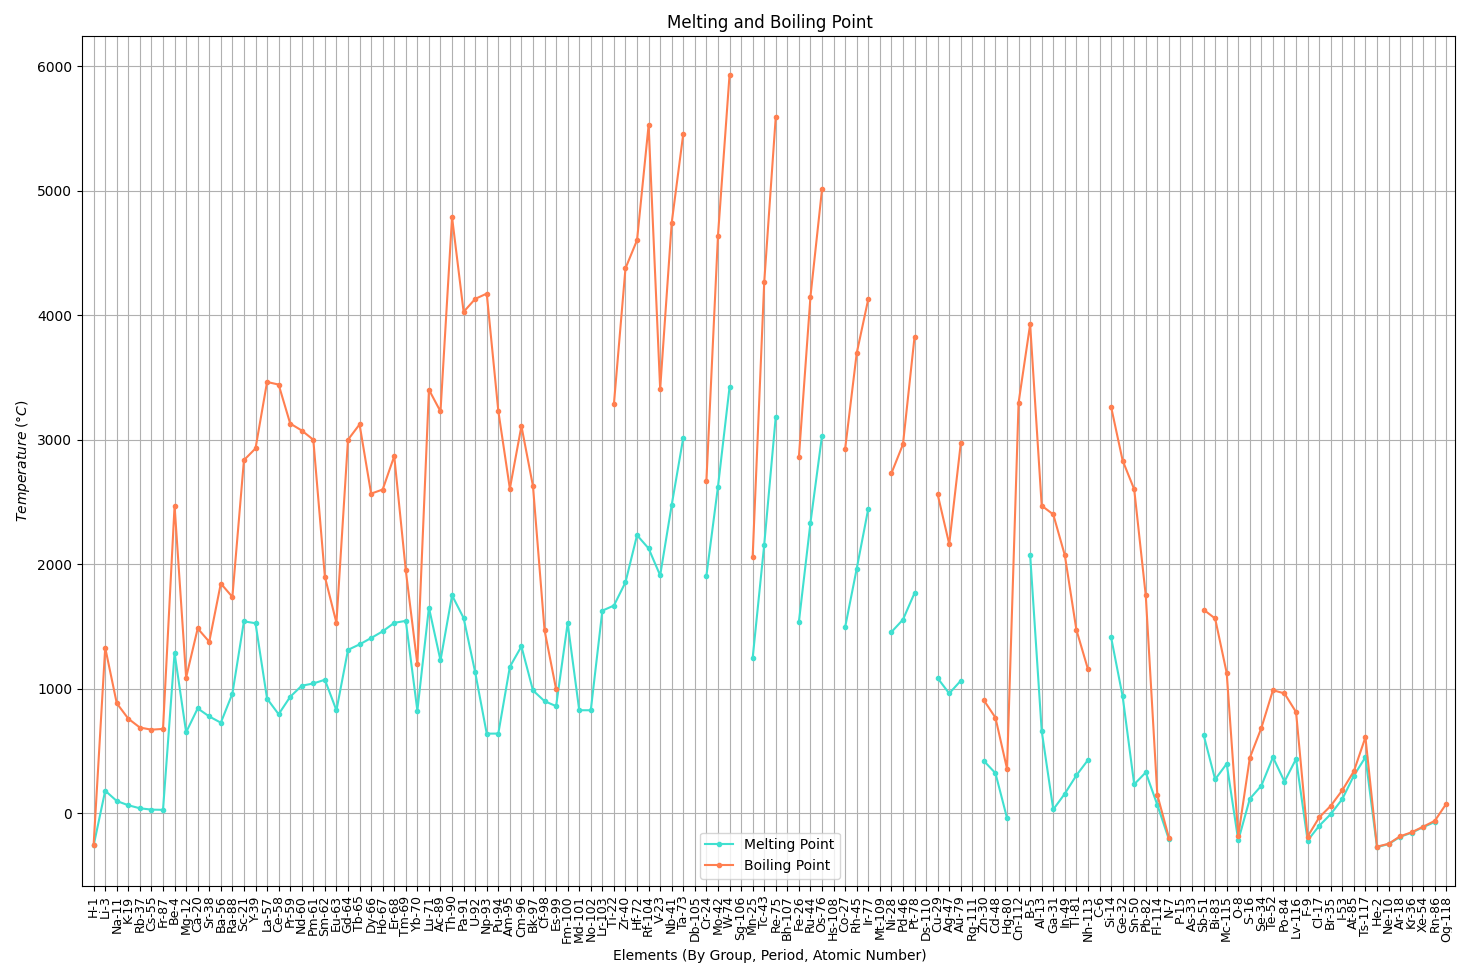 Melting and Boiling Point
6000
5000
4000
3000
2000
1000
0
Temperature (°C)
Melting Point
Boiling Point
H-1
Li-3
Na-11
K-19
Rb-37
Cs-55
Fr-87
Be-4
Mg-12
Ca-20
Sr-38
Ba-56
Ra-88
Sc-21
Y-39
La-57
Ce-58
Pr-59
Nd-60
Pm-61
Sm-62
Eu-63
Gd-64
Tb-65
Dy-66
Ho-67
Er-68
Tm-69
Yb-70
Lu-71
Ac-89
Th-90
Pa-91
U-92
Np-93
Pu-94
Am-95
Cm-96
Bk-97
Cf-98
Es-99
Fm-100
Md-101
No-102
Lr-103
Ti-22
Zr-40
Hf-72
Rf-104
V-23
Nb-41
Ta-73
Db-105
Cr-24
Mo-42
W-74
Sg-106
Mn-25
Tc-43
Re-75
Bh-107
Fe-26
Ru-44
Os-76
Hs-108
Co-27
Rh-45
Ir-77
Mt-109
Ni-28
Pd-46
Pt-78
Ds-110
Cu-29
Ag-47
Au-79
Rg-111
Zn-30
Cd-48
Hg-80
Cn-112
B-5
Al-13
Ga-31
In-49
Tl-81
Nh-113
C-6
Si-14
Ge-32
Sn-50
Pb-82
Fl-114
N-7
P-15
As-33
Sb-51
Bi-83
Mc-115
O-8
S-16
Se-34
Te-52
Po-84
Lv-116
F-9
Cl-17
Br-35
I-53
At-85
Ts-117
He-2
Ne-10
Ar-18
Kr-36
Xe-54
Rn-86
Og-118
Elements (By Group, Period, Atomic Number)